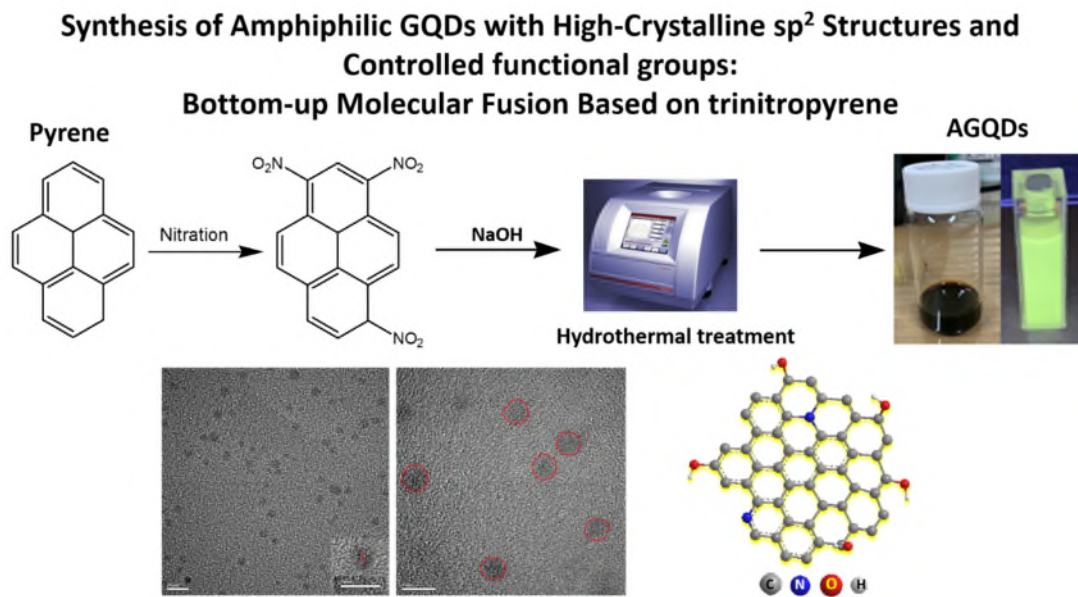 Synthesis of Amphiphilic GQDs with High-Crystalline sp² Structures and
Controlled functional groups:
Bottom-up Molecular Fusion Based on trinitropyrene
Pyrene
AGQDs
O₂N
NO₂
Nitration
NaOH
NO₂
Hydrothermal treatment
C N O H